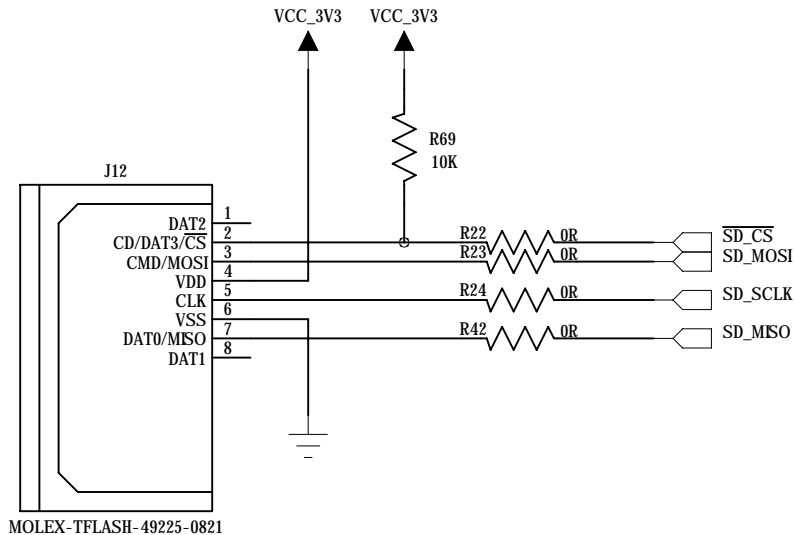 VCC_3V3 VCC_3V3
R69
10K
J12
DAT2 1
CD/DAT3/CS 2 R22 0R SD_CS
CMD/MOSI 3 R23 0R SD_MOSI
VDD 4
CLK 5 R24 0R SD_SCLK
VSS 6
DAT0/MISO 7 R42 0R SD_MISO
DAT1 8
MOLEX-TFLASH-49225-0821